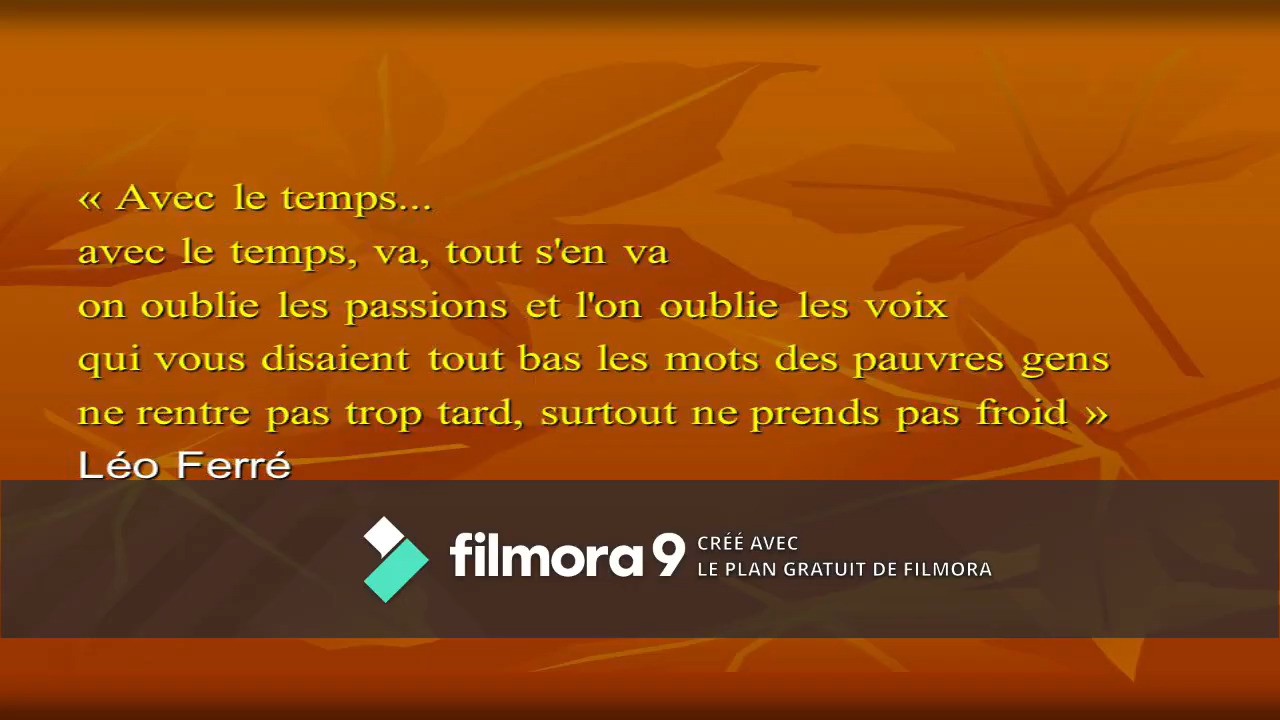 « Avec le temps...
avec le temps, va, tout s'en va
on oublie les passions et l'on oublie les voix
qui vous disaient tout bas les mots des pauvres gens
ne rentre pas trop tard, surtout ne prends pas froid »
Léo Ferré
filmora 9
CRÉÉ AVEC
LE PLAN GRATUIT DE FILMORA